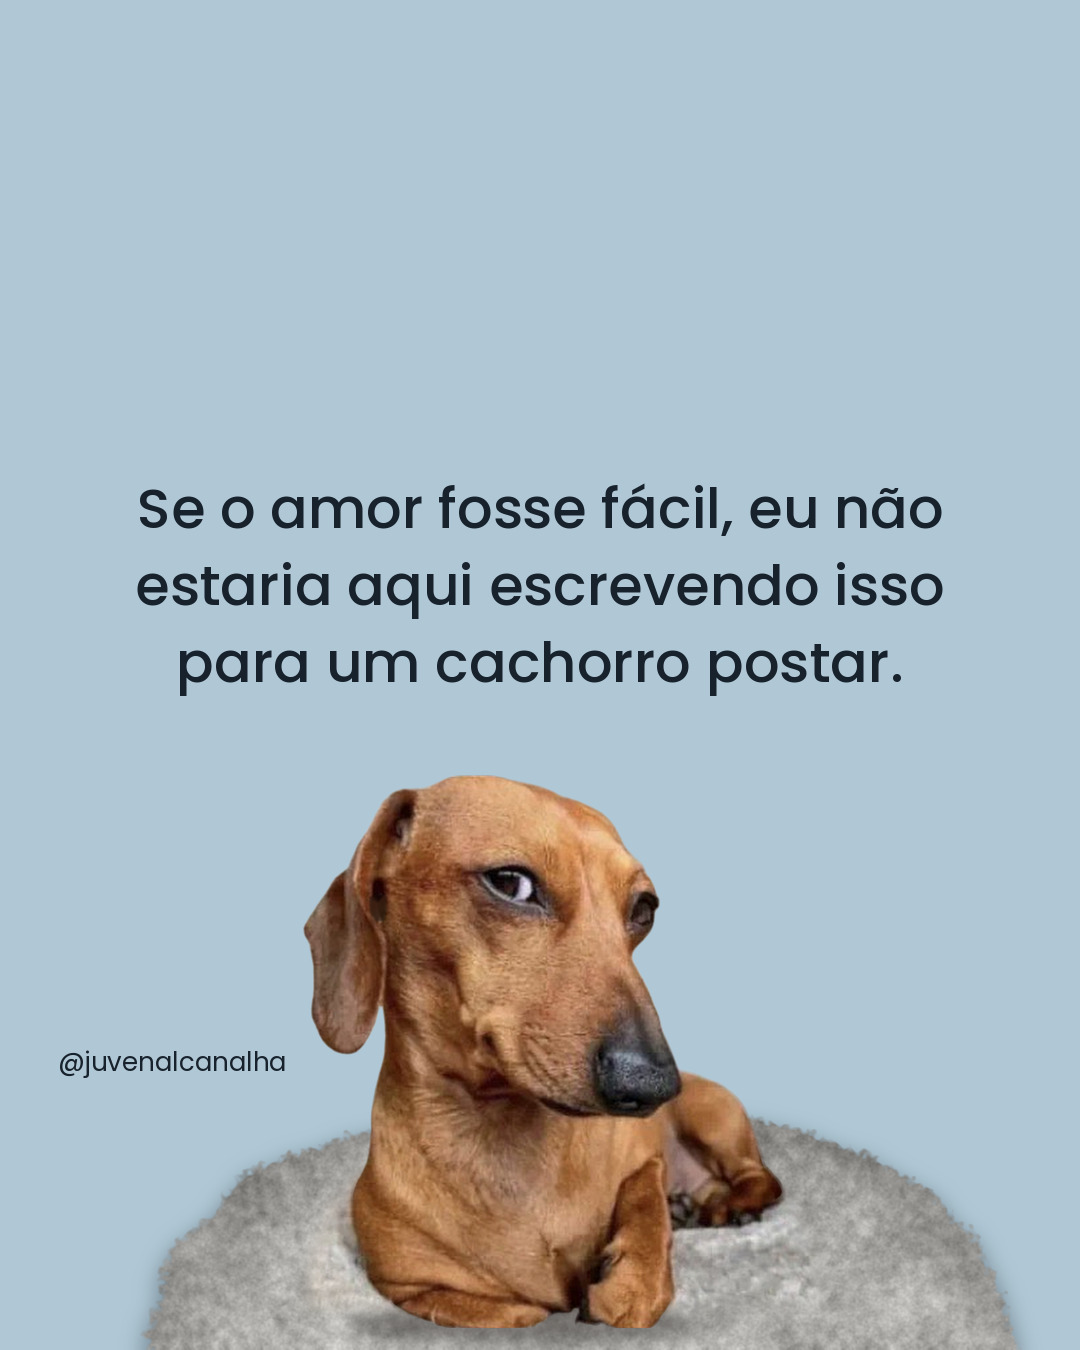 Se o amor fosse fácil, eu não
estaria aqui escrevendo isso
para um cachorro postar.
@juvenalcanalha